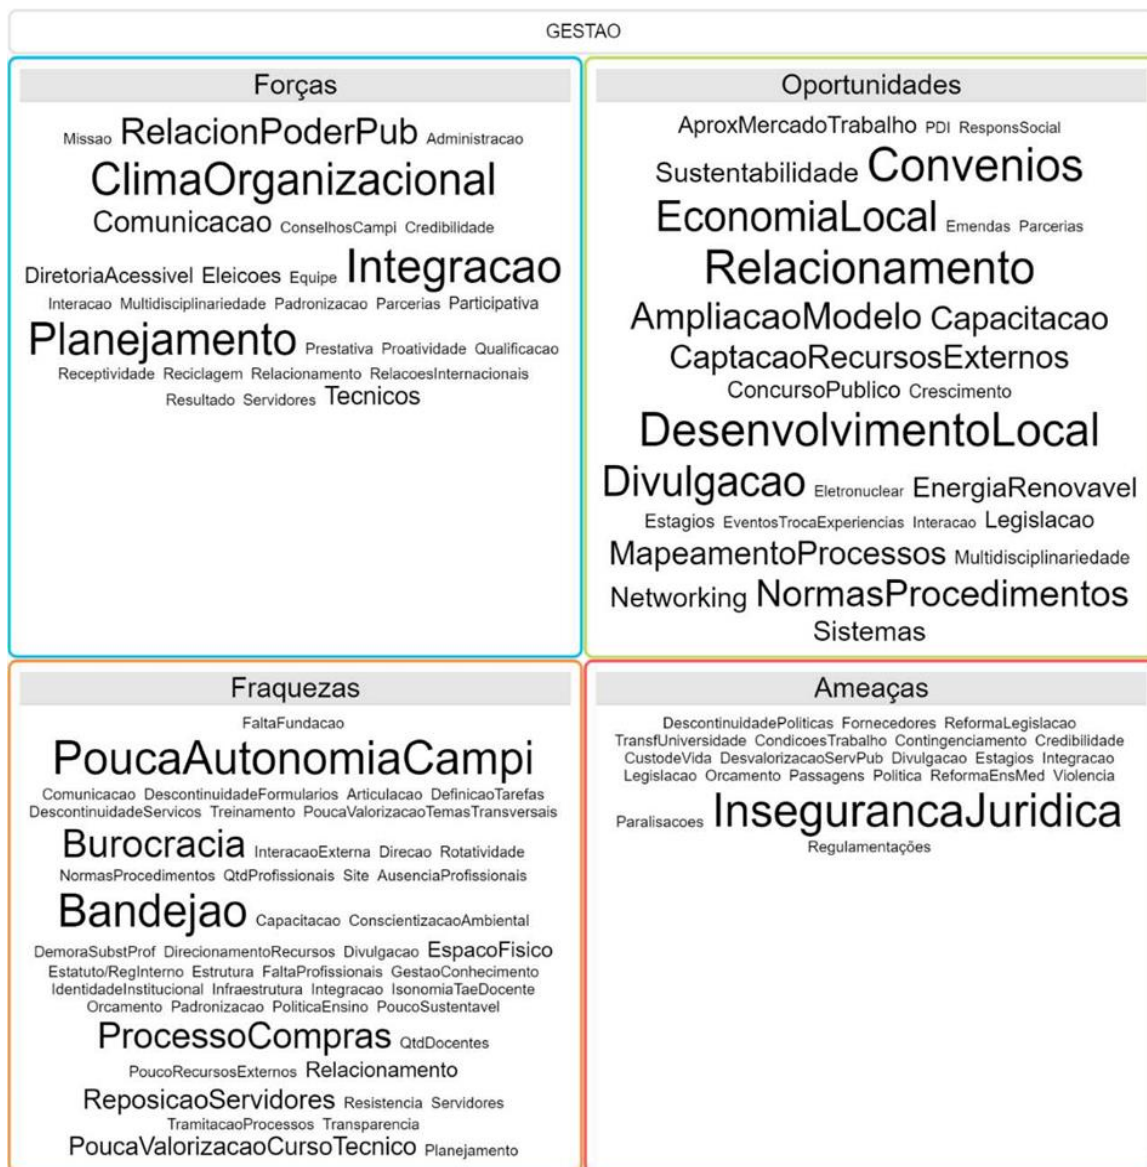 GESTAO
Forças
Missao RelacionPoderPub Administracao
ClimaOrganizacional
Comunicacao ConselhosCampi Credibilidade
DiretoriaAcessivel Eleicoes Equipe Integracao
Interacao Multidisciplinariedade Padronizacao Parcerias Participativa
Planejamento Prestativa Proatividade Qualificacao
Receptividade Reciclagem Relacionamento RelacoesInternacionais
Resultado Servidores Tecnicos
Oportunidades
AproxMercadoTrabalho PDI ResponsSocial
Sustentabilidade Convenios
EconomiaLocal Emendas Parcerias
Relacionamento
AmpliacaoModelo Capacitacao
CaptacaoRecursosExternos
ConcursoPublico Crescimento
DesenvolvimentoLocal
Divulgacao Eletronuclear EnergiaRenovavel
Estagios EventosTrocaExperiencias Interacao Legislacao
MapeamentoProcessos Multidisciplinariedade
Networking NormasProcedimentos
Sistemas
Fraquezas
FaltaFundacao
PoucaAutonomiaCampi
Comunicacao DescontinuidadeFormularios Articulacao DefinicaoTarefas
DescontinuidadeServicos Treinamento PoucaValorizacaoTemasTransversais
Burocracia InteracaoExterna Direcao Rotatividade
NormasProcedimentos QtdProfissionais Site AusenciaProfissionais
Bandejao Capacitacao ConscientizacaoAmbiental
DemoraSubstProf DirecionamentoRecursos Divulgacao EspacoFisico
Estatuto/RegInterno Estrutura FaltaProfissionais GestaoConhecimento
IdentidadeInstitucional Infraestrutura Integracao IsonomiaTaeDocente
Orcamento Padronizacao PoliticaEnsino PoucoSustentavel
ProcessoCompras QtdDocentes
PoucoRecursosExternos Relacionamento
ReposicaoServidores Resistencia Servidores
TramitacaoProcessos Transparencia
PoucaValorizacaoCursoTecnico Planejamento
Ameaças
DescontinuidadePoliticas Fornecedores ReformaLegislacao
TransfUniversidade CondicoesTrabalho Contingenciamento Credibilidade
CustodeVida DesvalorizacaoServPub Divulgacao Estagios Integracao
Legislacao Orcamento Passagens Politica ReformaEnsMed Violencia
Paralisacoes InsegurancaJuridica
Regulamentações